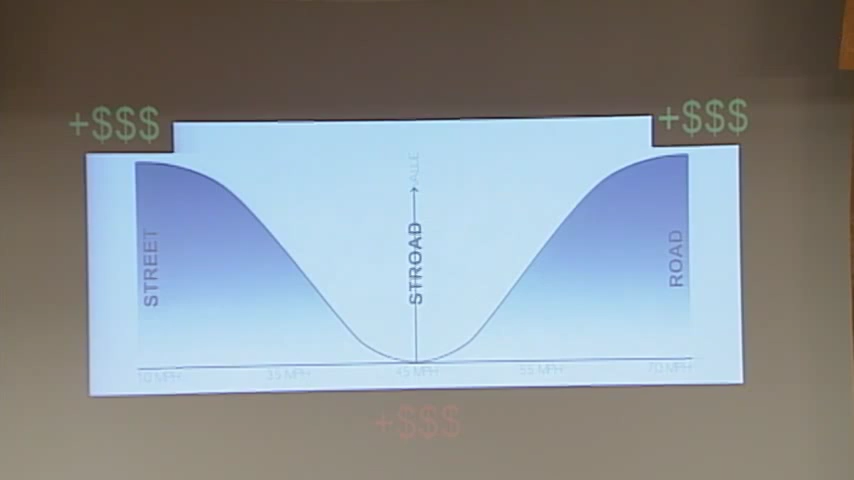 +$$$
+$$$
STREET
STROAD
ROAD
10 MPH
35 MPH
45 MPH
55 MPH
70 MPH
+$$$